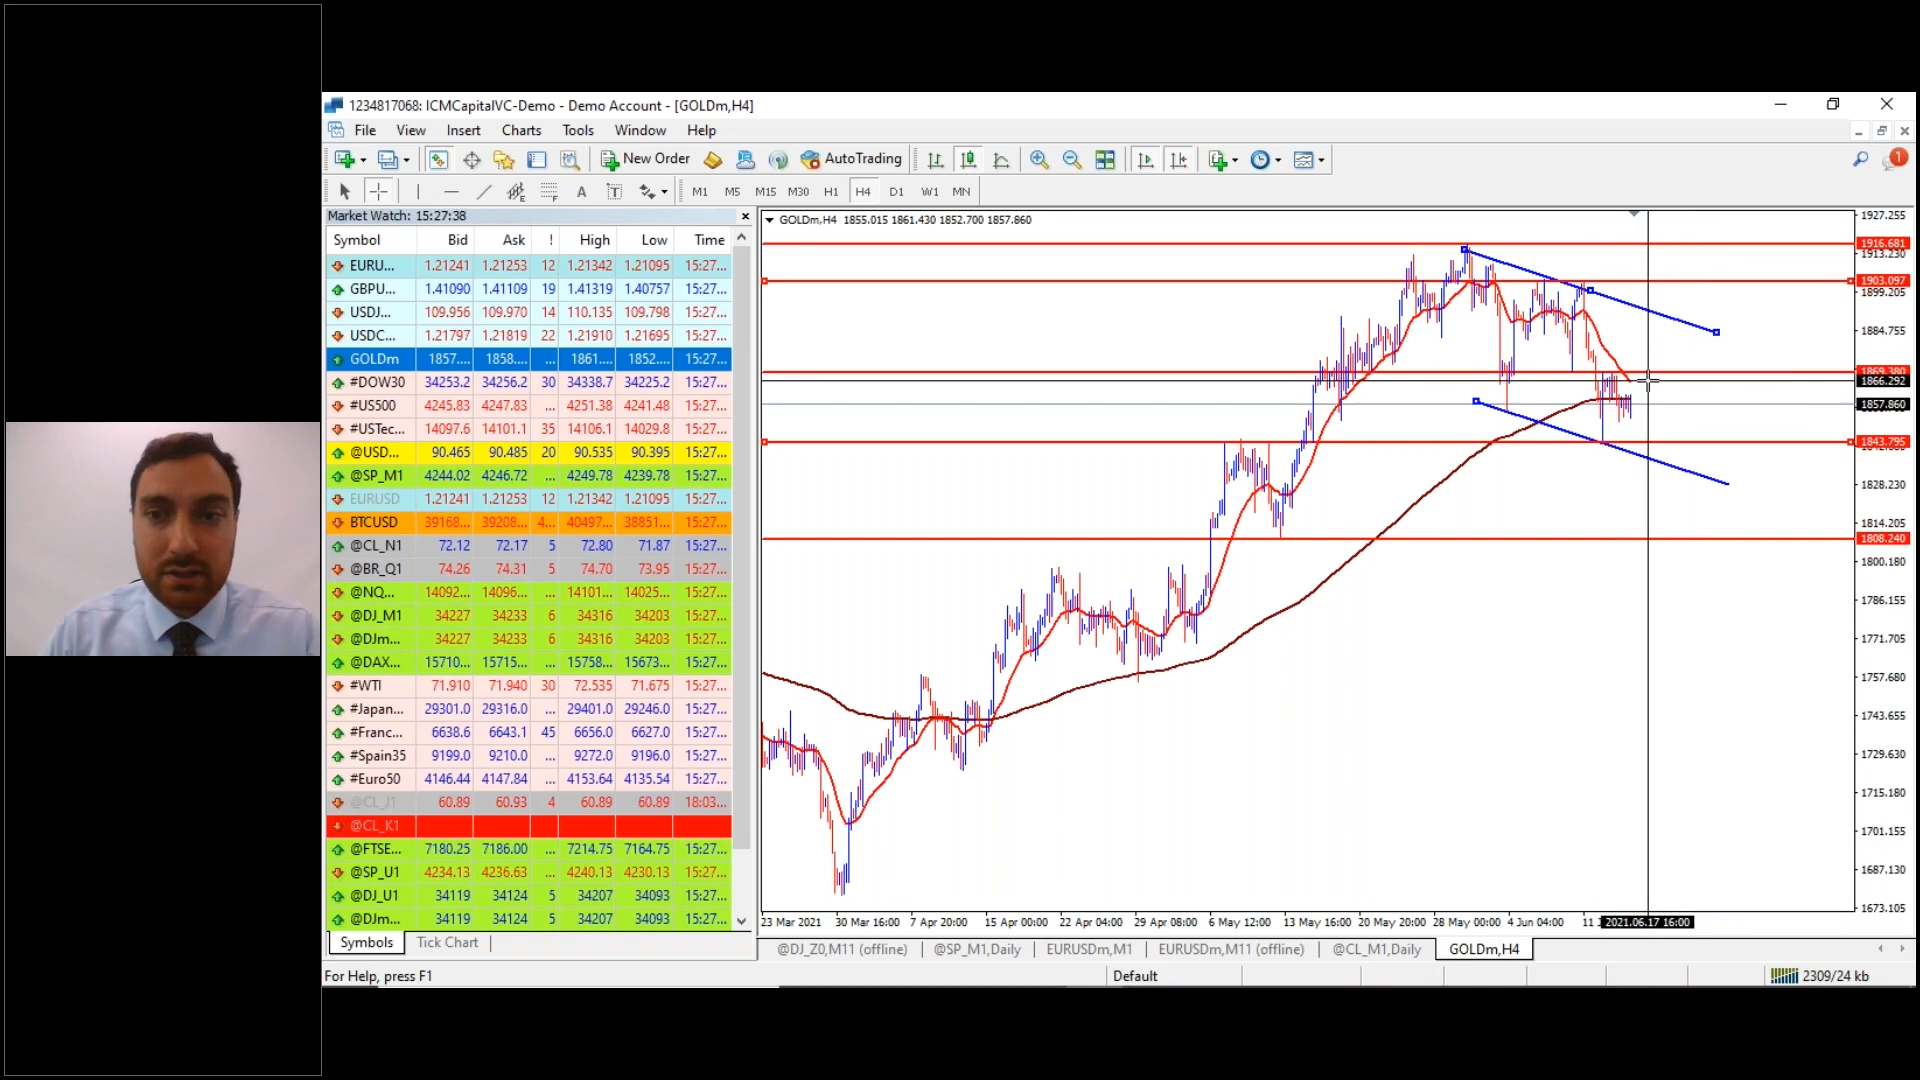 1234817068: ICMCapitalVC-Demo - Demo Account - [GOLDm,H4]
File View Insert Charts Tools Window Help
New Order AutoTrading 1
A T M1 M5 M15 M30 H1 H4 D1 W1 MN
Market Watch: 15:27:38
Symbol Bid Ask ! High Low Time
EURU... 1.21241 1.21253 12 1.21342 1.21095 15:27...
GBPU... 1.41090 1.41109 19 1.41319 1.40757 15:27...
USDJ... 109.956 109.970 14 110.135 109.798 15:27...
USDC... 1.21797 1.21819 22 1.21910 1.21695 15:27...
GOLDm 1857.... 1858.... ... 1861.... 1852.... 15:27...
#DOW30 34253.2 34256.2 30 34338.7 34225.2 15:27...
#US500 4245.83 4247.83 ... 4251.38 4241.48 15:27...
#USTec... 14097.6 14101.1 35 14106.1 14029.8 15:27...
@USD... 90.465 90.485 20 90.535 90.395 15:27...
@SP_M1 4244.02 4246.72 ... 4249.78 4239.78 15:27...
EURUSD 1.21241 1.21253 12 1.21342 1.21095 15:27...
BTCUSD 39168... 39208... 4... 40497... 38851... 15:27...
@CL_N1 72.12 72.17 5 72.80 71.87 15:27...
@BR_Q1 74.26 74.31 5 74.70 73.95 15:27...
@NQ... 14092... 14096... ... 14101... 14025... 15:27...
@DJ_M1 34227 34233 6 34316 34203 15:27...
@DJm... 34227 34233 6 34316 34203 15:27...
@DAX... 15710... 15715... ... 15758... 15673... 15:27...
#WTI 71.910 71.940 30 72.535 71.675 15:27...
#Japan... 29301.0 29316.0 ... 29401.0 29246.0 15:27...
#Franc... 6638.6 6643.1 45 6656.0 6627.0 15:27...
#Spain35 9199.0 9210.0 ... 9272.0 9196.0 15:27...
#Euro50 4146.44 4147.84 ... 4153.64 4135.54 15:27...
@CL_J1 60.89 60.93 4 60.89 60.89 18:03...
@CL_K1
@FTSE... 7180.25 7186.00 ... 7214.75 7164.75 15:27...
@SP_U1 4234.13 4236.63 ... 4240.13 4230.13 15:27...
@DJ_U1 34119 34124 5 34207 34093 15:27...
@DJm... 34119 34124 5 34207 34093 15:27...
Symbols Tick Chart
GOLDm,H4 1855.015 1861.430 1852.700 1857.860
1927.255
1916.681
1913.230
1903.097
1899.205
1884.755
1869.380
1866.292
1857.860
1843.795
1828.230
1814.205
1808.240
1800.180
1786.155
1771.705
1757.680
1743.655
1729.630
1715.180
1701.155
1687.130
1673.105
23 Mar 2021 30 Mar 16:00 7 Apr 20:00 15 Apr 00:00 22 Apr 04:00 29 Apr 08:00 6 May 12:00 13 May 16:00 20 May 20:00 28 May 00:00 4 Jun 04:00 11 2021.06.17 16:00
@DJ_Z0,M11 (offline) @SP_M1,Daily EURUSDm,M1 EURUSDm,M11 (offline) @CL_M1,Daily GOLDm,H4
For Help, press F1 Default 2309/24 kb